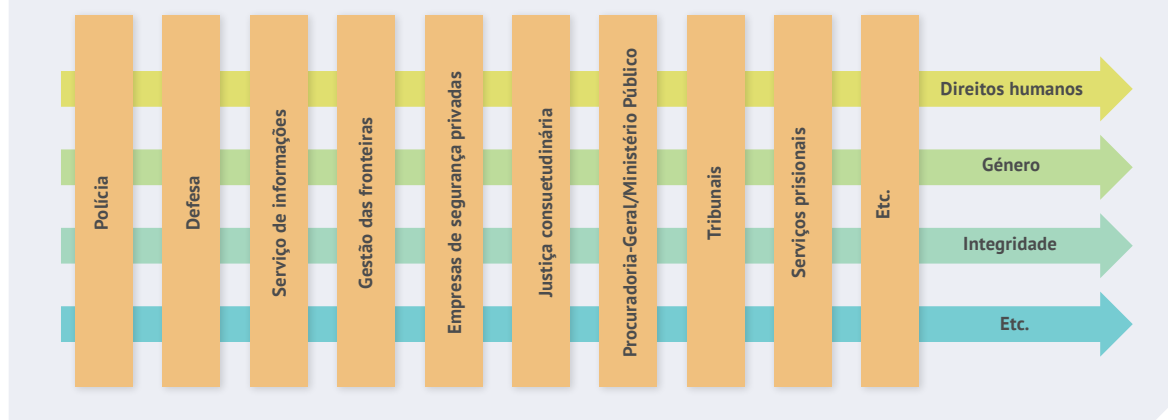 Polícia
Defesa
Serviço de informações
Gestão das fronteiras
Empresas de segurança privadas
Justiça consuetudinária
Procuradoria-Geral/Ministério Público
Tribunais
Serviços prisionais
Etc.
Direitos humanos
Género
Integridade
Etc.